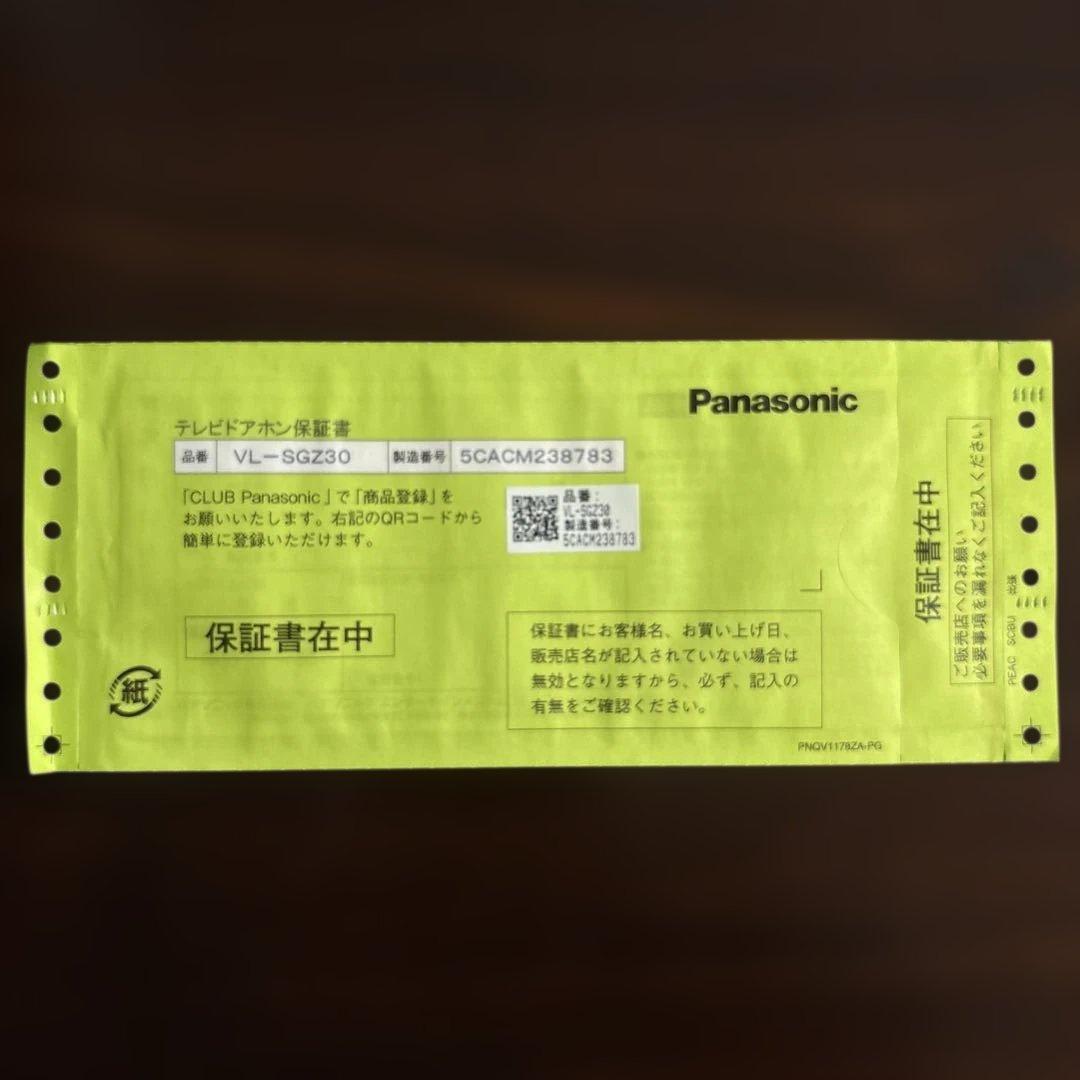 Panasonic
テレビドアホン保証書
品番 VL-SGZ30 製造番号 5CACM238783
「CLUB Panasonic」で「商品登録」を
お願いいたします。右記のQRコードから
簡単に登録いただけます。
品番:
VL-SGZ30
製造番号:
5CACM238783
保証書在中
保証書にお客様名、お買い上げ日、
販売店名が記入されていない場合は
無効となりますから、必ず、記入の
有無をご確認ください。
紙
PNQV1178ZA-PG
保証書在中
ご販売店へのお願い
必要事項を漏れなくご記入ください
PEAC SCBU 出張